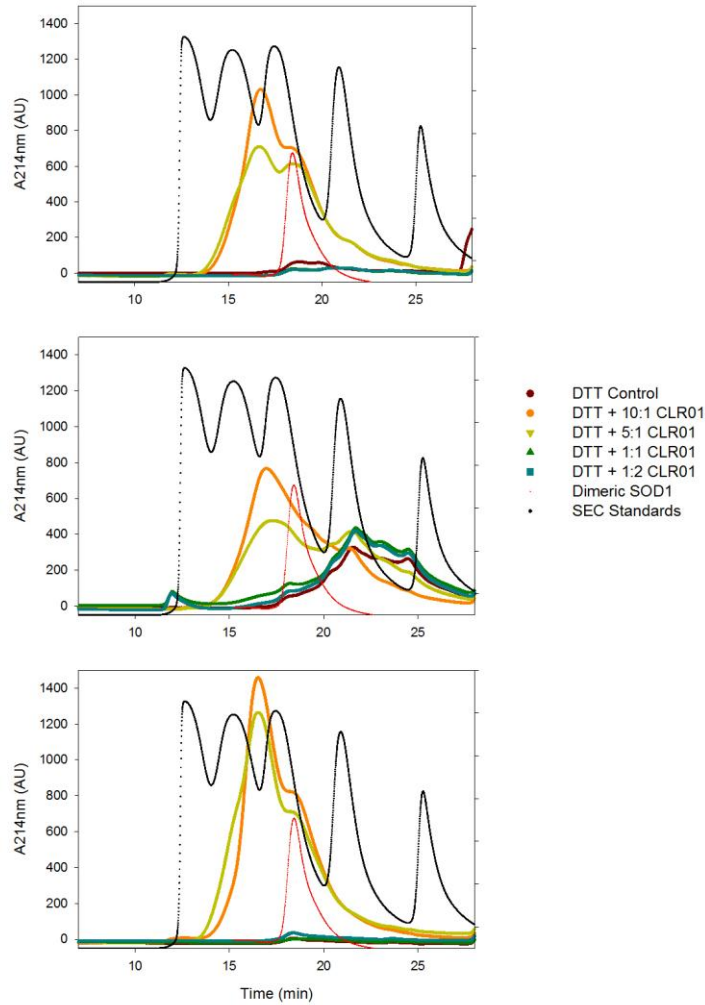 1400
1200
1000
800
600
400
200
0
A214nm (AU)
10 15 20 25
1400
1200
1000
800
600
400
200
0
A214nm (AU)
10 15 20 25
DTT Control
DTT + 10:1 CLR01
DTT + 5:1 CLR01
DTT + 1:1 CLR01
DTT + 1:2 CLR01
Dimeric SOD1
SEC Standards
1400
1200
1000
800
600
400
200
0
A214nm (AU)
10 15 20 25
Time (min)